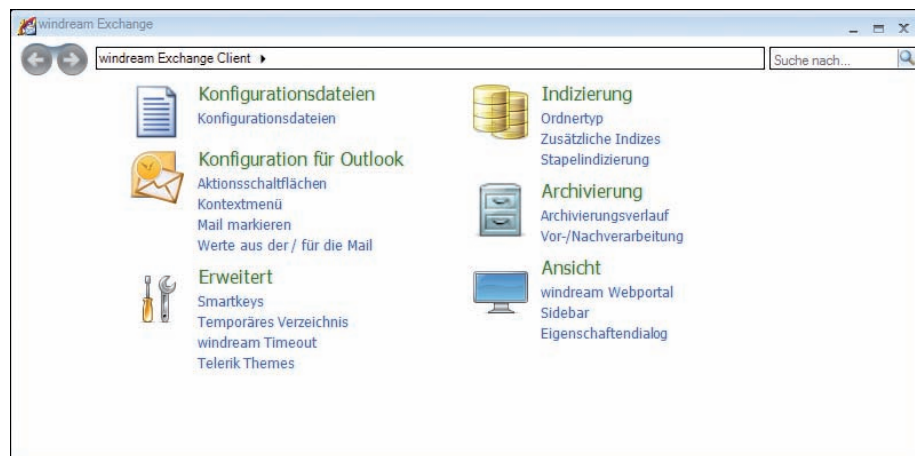 windream Exchange
windream Exchange Client
Suche nach...
Konfigurationsdateien
Konfigurationsdateien
Konfiguration für Outlook
Aktionsschaltflächen
Kontextmenü
Mail markieren
Werte aus der / für die Mail
Erweitert
Smartkeys
Temporäres Verzeichnis
windream Timeout
Telerik Themes
Indizierung
Ordnertyp
Zusätzliche Indizes
Stapelindizierung
Archivierung
Archivierungsverlauf
Vor-/Nachverarbeitung
Ansicht
windream Webportal
Sidebar
Eigenschaftendialog